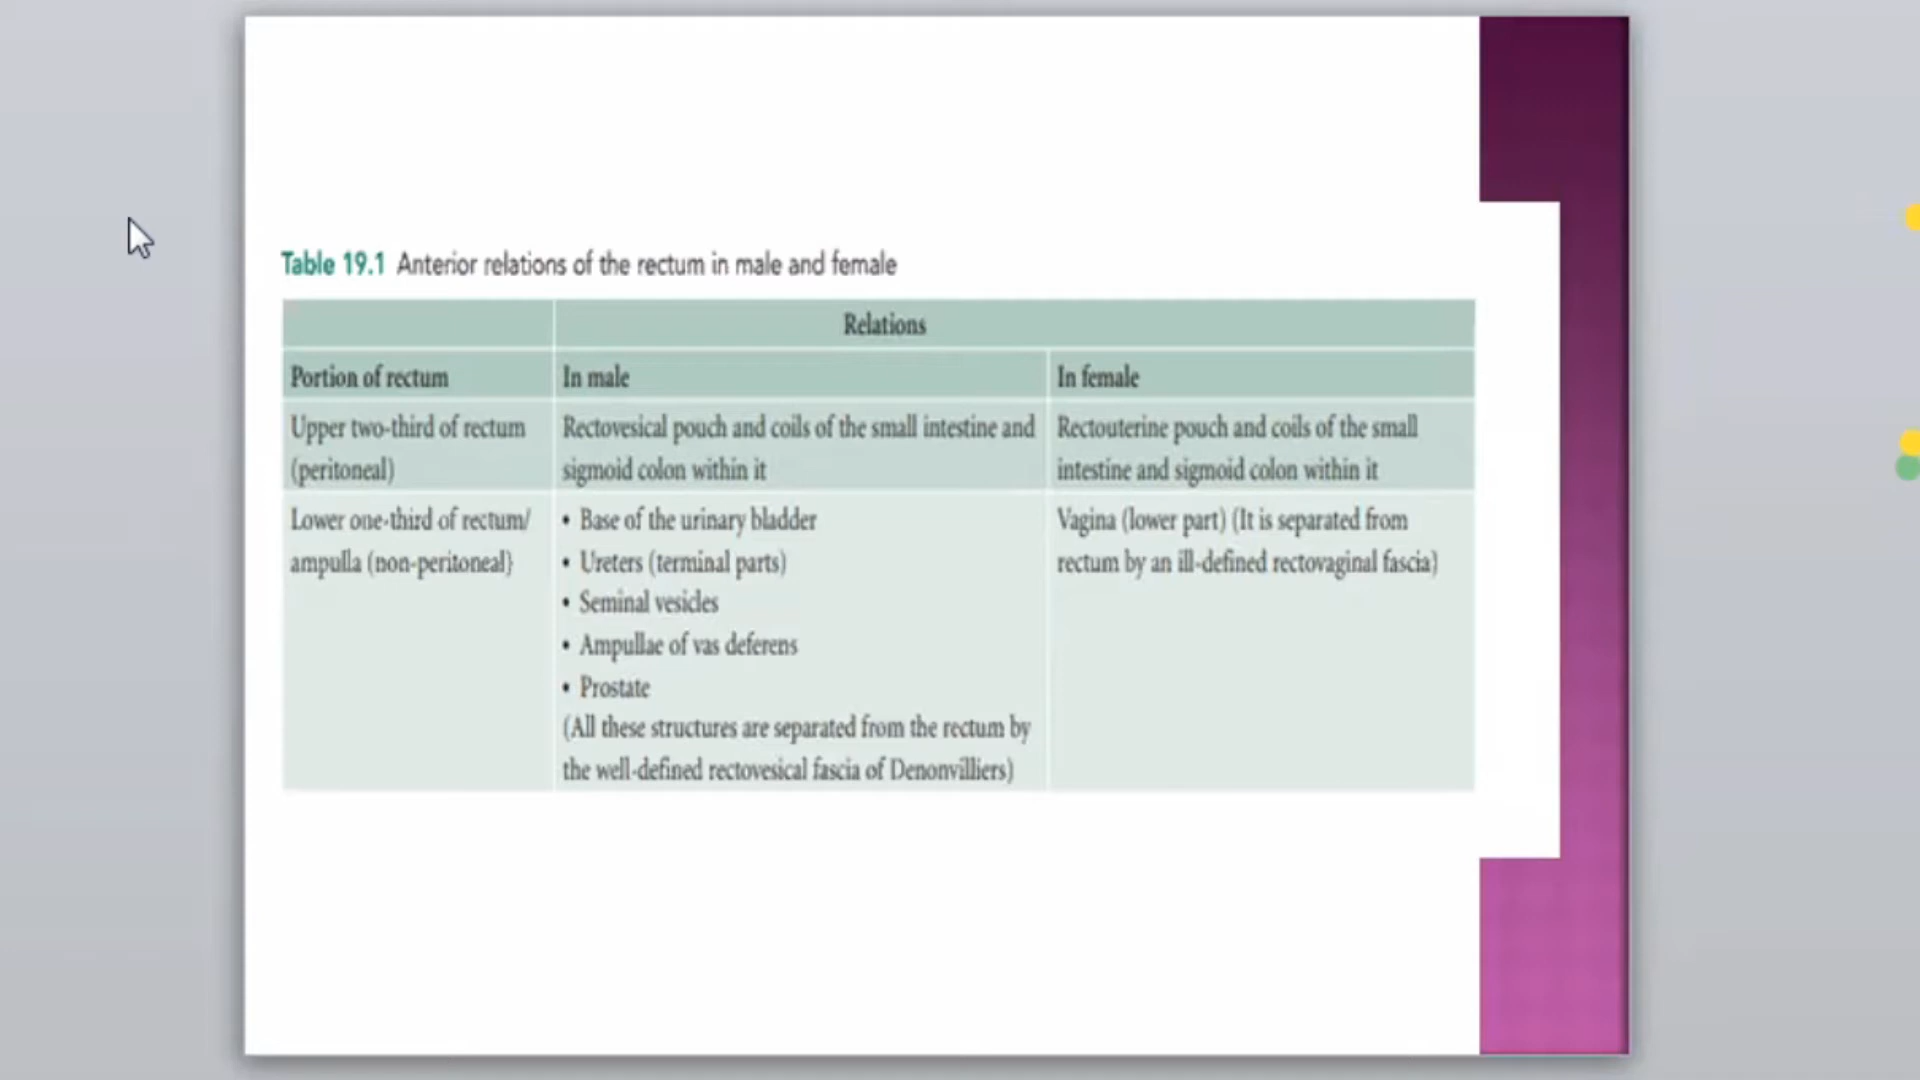 Table 19.1 Anterior relations of the rectum in male and female
Relations
Portion of rectum
In male
In female
Upper two-third of rectum
(peritoneal)
Rectovesical pouch and coils of the small intestine and
sigmoid colon within it
Rectouterine pouch and coils of the small
intestine and sigmoid colon within it
Lower one-third of rectum/
ampulla (non-peritoneal)
• Base of the urinary bladder
• Ureters (terminal parts)
• Seminal vesicles
• Ampullae of vas deferens
• Prostate
(All these structures are separated from the rectum by
the well-defined rectovesical fascia of Denonvilliers)
Vagina (lower part) (It is separated from
rectum by an ill-defined rectovaginal fascia)